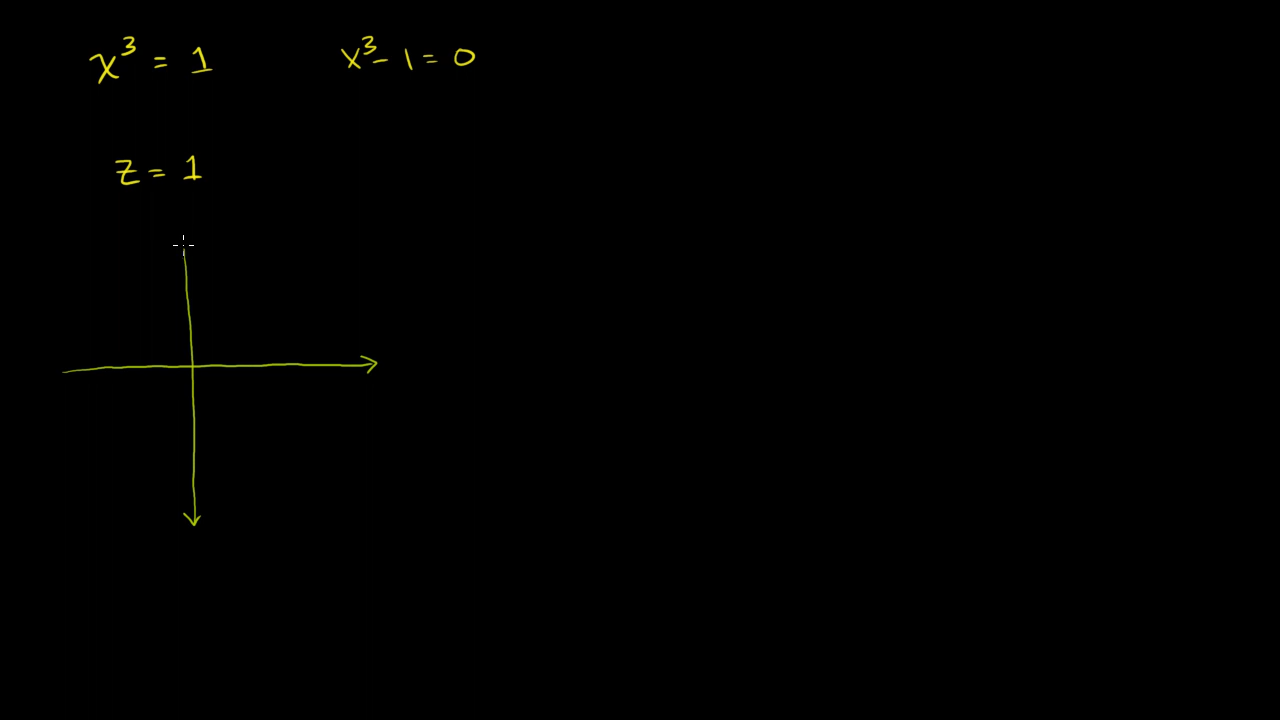 x³ = 1    x³ - 1 = 0
z = 1